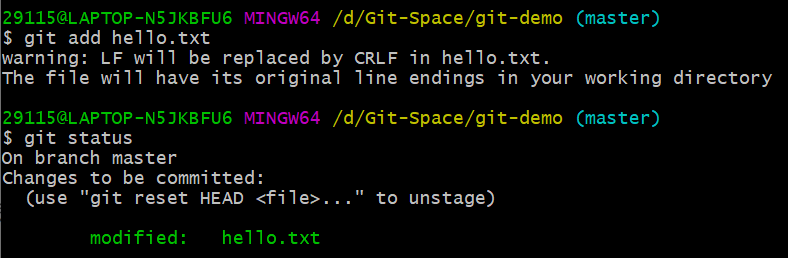 29115@LAPTOP-N5JKBFU6 MINGW64 /d/Git-Space/git-demo (master)
$ git add hello.txt
warning: LF will be replaced by CRLF in hello.txt.
The file will have its original line endings in your working directory
29115@LAPTOP-N5JKBFU6 MINGW64 /d/Git-Space/git-demo (master)
$ git status
On branch master
Changes to be committed:
  (use "git reset HEAD <file>..." to unstage)
        modified:   hello.txt